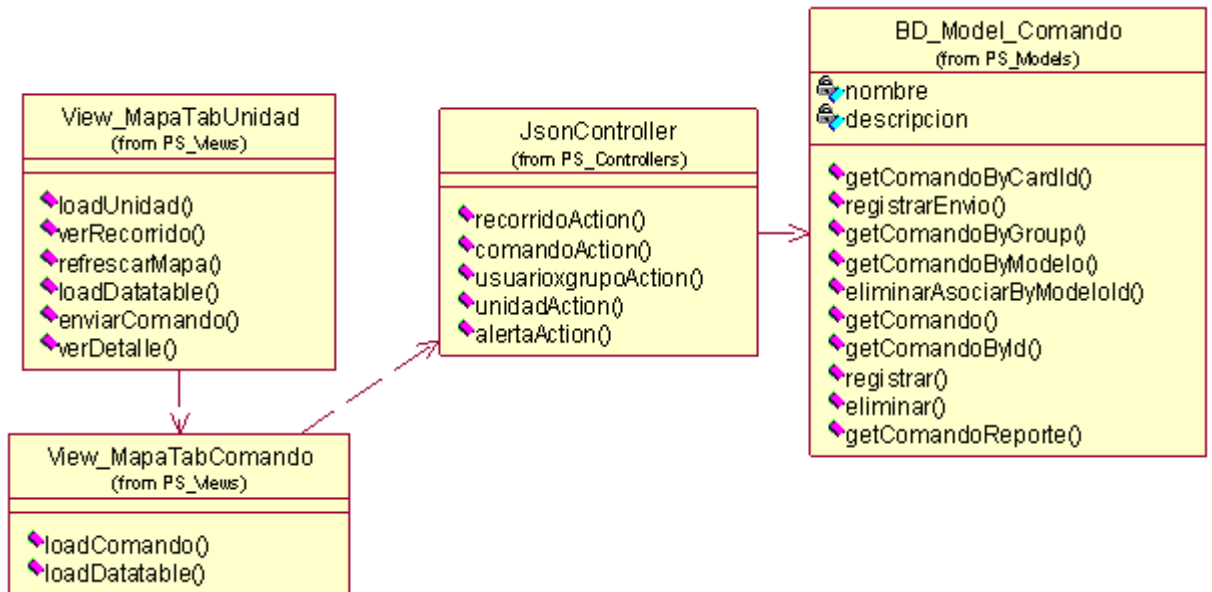 View_MapaTabUnidad
(from PS_Views)
loadUnidad()
verRecorrido()
refrescarMapa()
loadDatatable()
enviarComando()
verDetalle()
View_MapaTabComando
(from PS_Views)
loadComando()
loadDatatable()
JsonController
(from PS_Controllers)
recorridoAction()
comandoAction()
usuarioxgrupoAction()
unidadAction()
alertaAction()
BD_Model_Comando
(from PS_Models)
nombre
descripcion
getComandoByCardId()
registrarEnvio()
getComandoByGroup()
getComandoByModelo()
eliminarAsociarByModeloId()
getComando()
getComandoById()
registrar()
eliminar()
getComandoReporte()